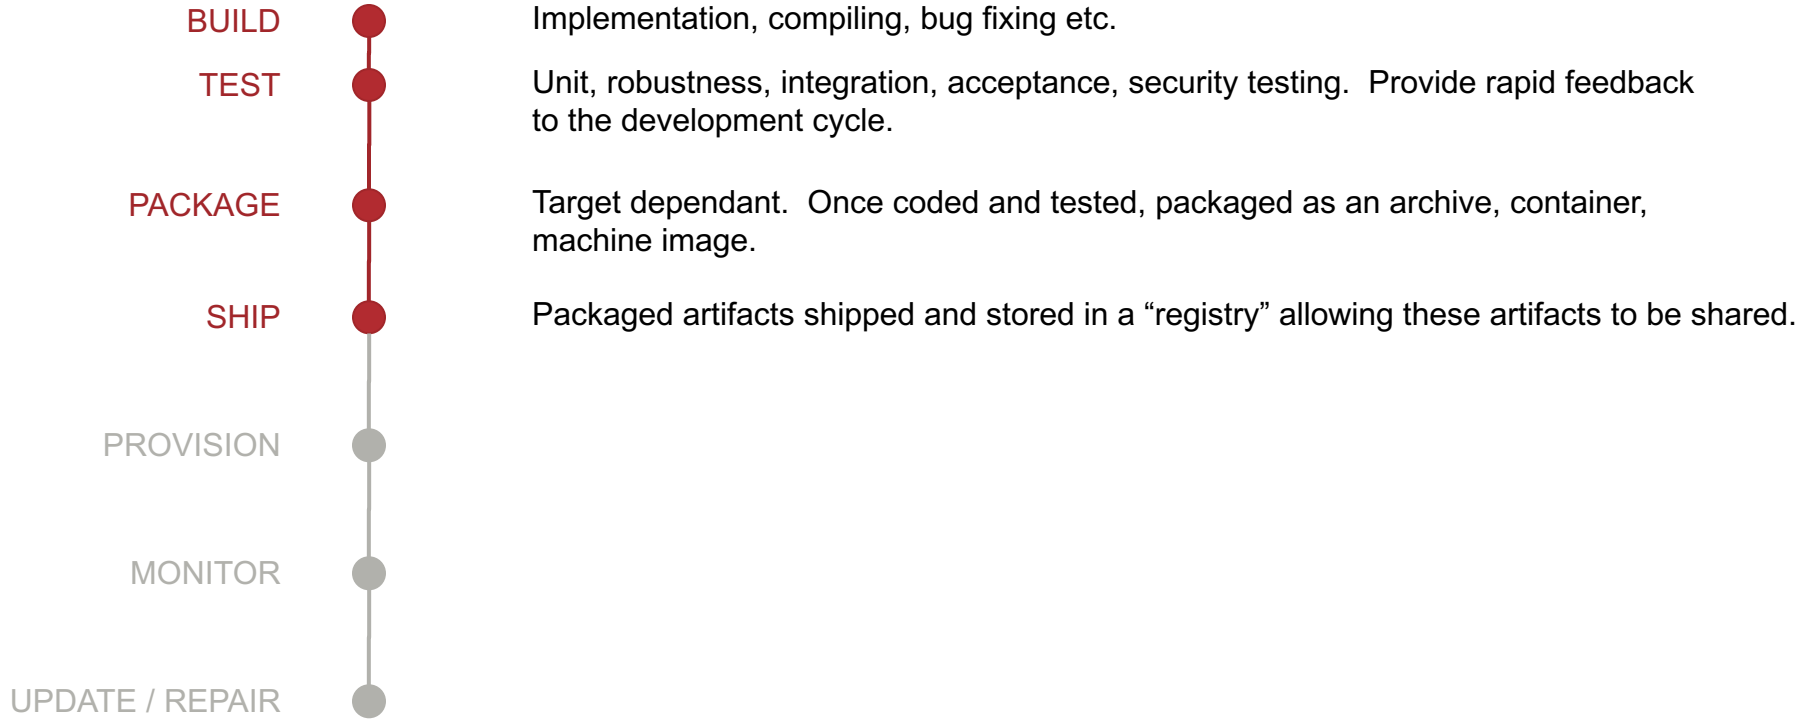 BUILD
Implementation, compiling, bug fixing etc.
TEST
Unit, robustness, integration, acceptance, security testing.  Provide rapid feedback
to the development cycle.
PACKAGE
Target dependant.  Once coded and tested, packaged as an archive, container,
machine image.
SHIP
Packaged artifacts shipped and stored in a “registry” allowing these artifacts to be shared.
PROVISION
MONITOR
UPDATE / REPAIR